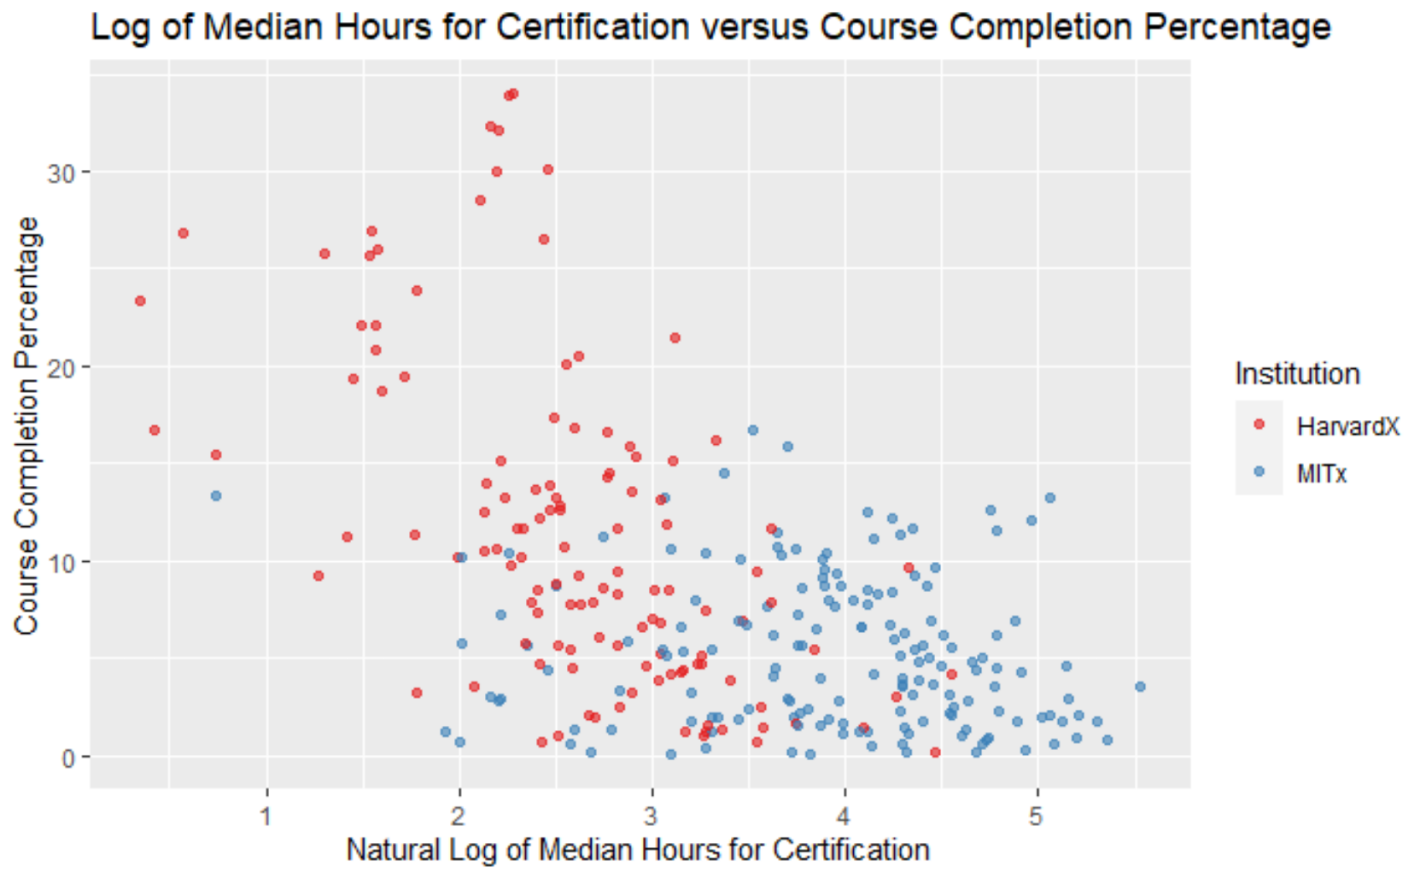 Log of Median Hours for Certification versus Course Completion Percentage
Course Completion Percentage
30
20
10
0
1 2 3 4 5
Natural Log of Median Hours for Certification
Institution
HarvardX
MITx